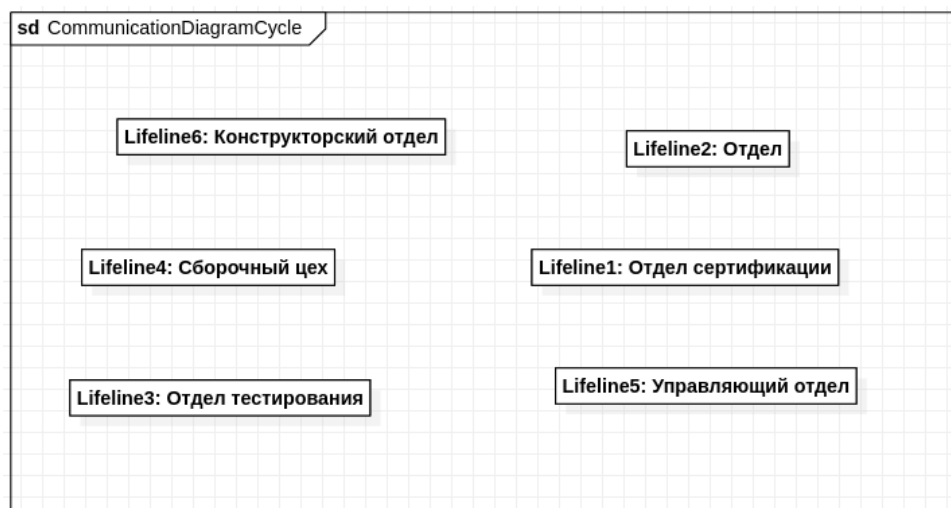 sd CommunicationDiagramCycle
Lifeline6: Конструкторский отдел
Lifeline2: Отдел
Lifeline4: Сборочный цех
Lifeline1: Отдел сертификации
Lifeline3: Отдел тестирования
Lifeline5: Управляющий отдел